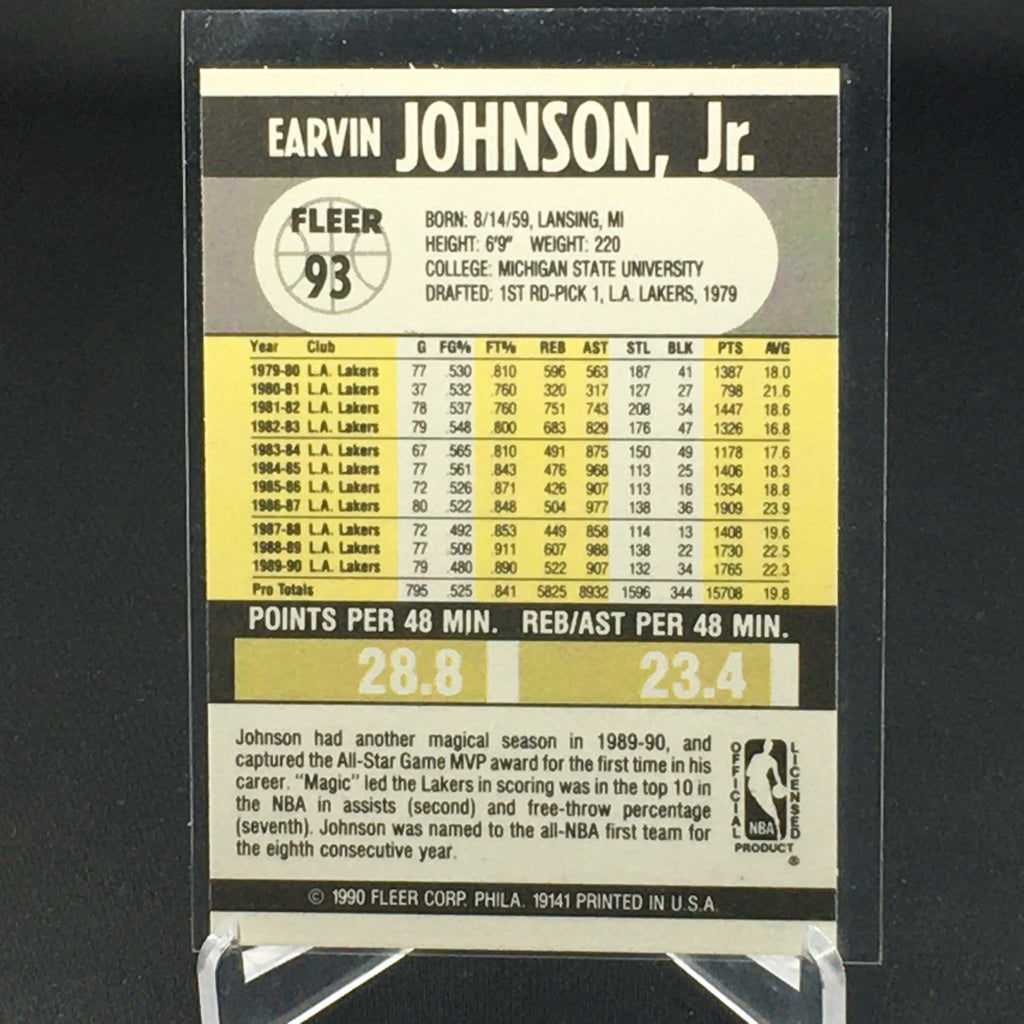 EARVIN JOHNSON, Jr.
FLEER
93
BORN: 8/14/59, LANSING, MI
HEIGHT: 6'9" WEIGHT: 220
COLLEGE: MICHIGAN STATE UNIVERSITY
DRAFTED: 1ST RD-PICK 1, L.A. LAKERS, 1979
Year Club G FG% FT% REB AST STL BLK PTS AVG
1979-80 L.A. Lakers 77 .530 .810 596 563 187 41 1387 18.0
1980-81 L.A. Lakers 37 .532 .760 320 317 127 27 798 21.6
1981-82 L.A. Lakers 78 .537 .760 751 743 208 34 1447 18.6
1982-83 L.A. Lakers 79 .548 .800 683 829 176 47 1326 16.8
1983-84 L.A. Lakers 67 .565 .810 491 875 150 49 1178 17.6
1984-85 L.A. Lakers 77 .561 .843 476 968 113 25 1406 18.3
1985-86 L.A. Lakers 72 .526 .871 426 907 113 16 1354 18.8
1986-87 L.A. Lakers 80 .522 .848 504 977 138 36 1909 23.9
1987-88 L.A. Lakers 72 .492 .853 449 858 114 13 1408 19.6
1988-89 L.A. Lakers 77 .509 .911 607 988 138 22 1730 22.5
1989-90 L.A. Lakers 79 .480 .890 522 907 132 34 1765 22.3
Pro Totals 795 .525 .841 5825 8932 1596 344 15708 19.8
POINTS PER 48 MIN. REB/AST PER 48 MIN.
28.8 23.4
Johnson had another magical season in 1989-90, and
captured the All-Star Game MVP award for the first time in his
career. "Magic" led the Lakers in scoring was in the top 10 in
the NBA in assists (second) and free-throw percentage
(seventh). Johnson was named to the all-NBA first team for
the eighth consecutive year.
OFFICIAL
LICENSED
NBA
PRODUCT
®
© 1990 FLEER CORP. PHILA. 19141 PRINTED IN U.S.A.